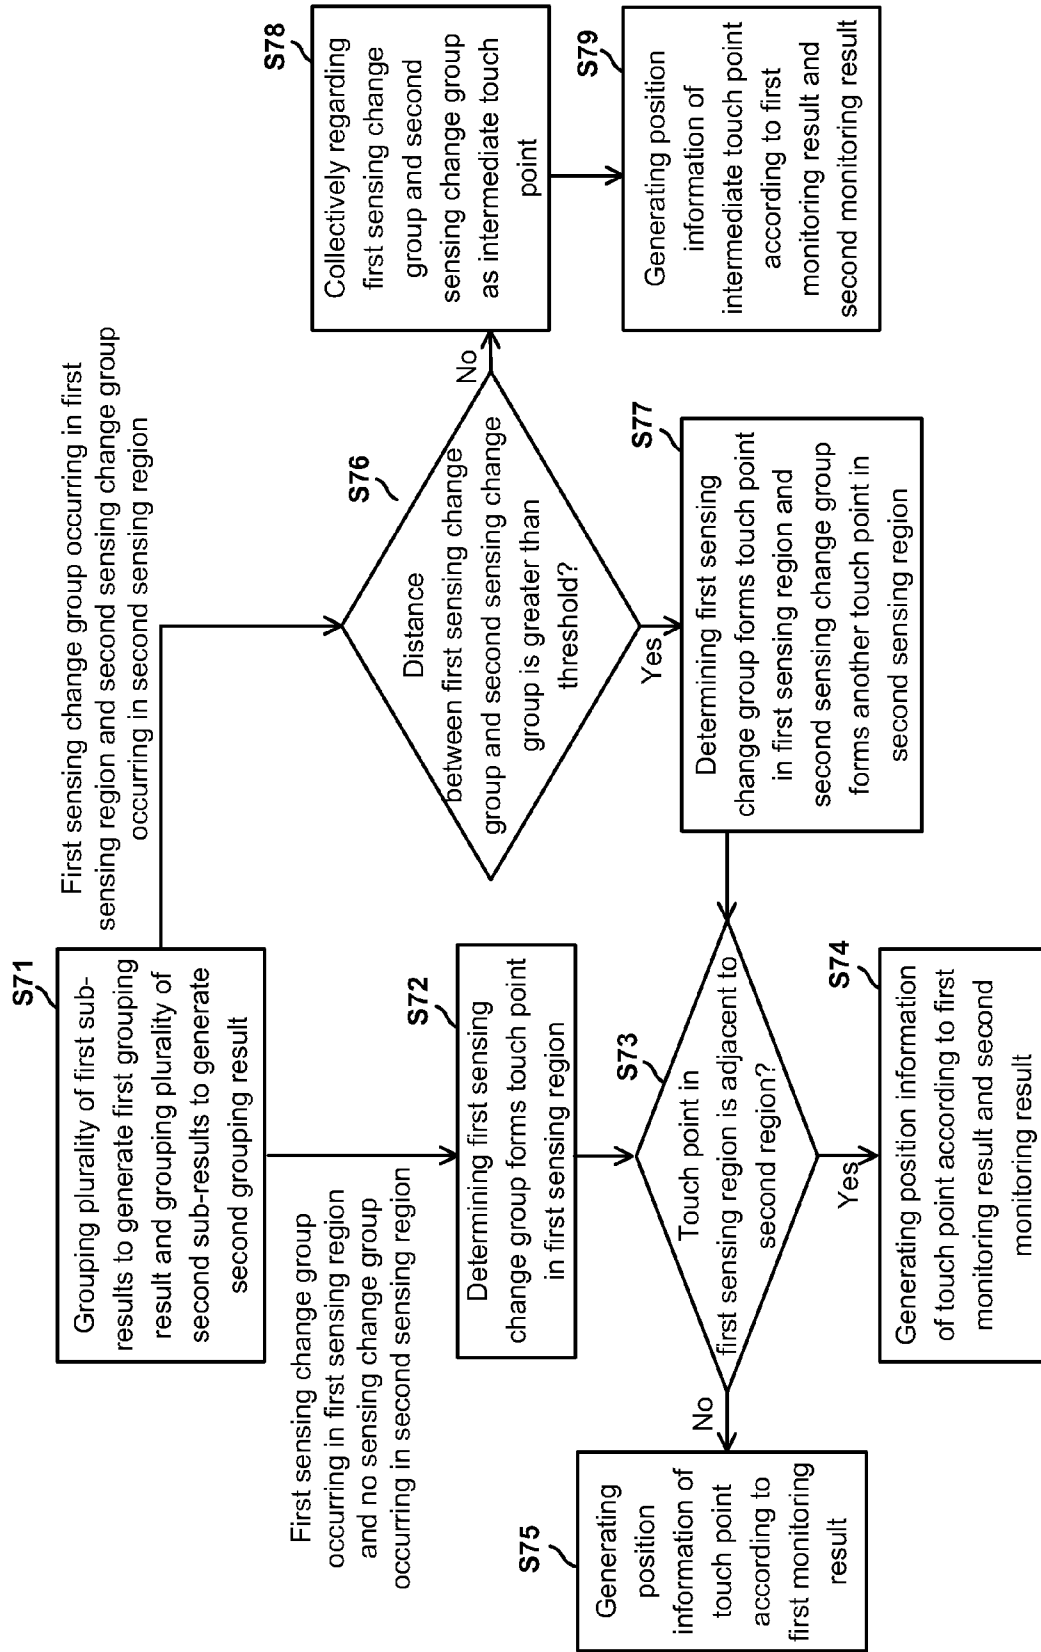 S71
Grouping plurality of first sub-
results to generate first grouping
result and grouping plurality of
second sub-results to generate
second grouping result
First sensing change group occurring in first
sensing region and second sensing change group
occurring in second sensing region
First sensing change group
occurring in first sensing region
and no sensing change group
occurring in second sensing region
S72
Determining first sensing
change group forms touch point
in first sensing region
S73
Touch point in
first sensing region is adjacent to
second region?
No
Yes
S75
Generating
position
information of
touch point
according to
first monitoring
result
S74
Generating position information
of touch point according to first
monitoring result and second
monitoring result
S76
Distance
between first sensing change
group and second sensing change
group is greater than
threshold?
No
Yes
S77
Determining first sensing
change group forms touch point
in first sensing region and
second sensing change group
forms another touch point in
second sensing region
S78
Collectively regarding
first sensing change
group and second
sensing change group
as intermediate touch
point
S79
Generating position
information of
intermediate touch point
according to first
monitoring result and
second monitoring result